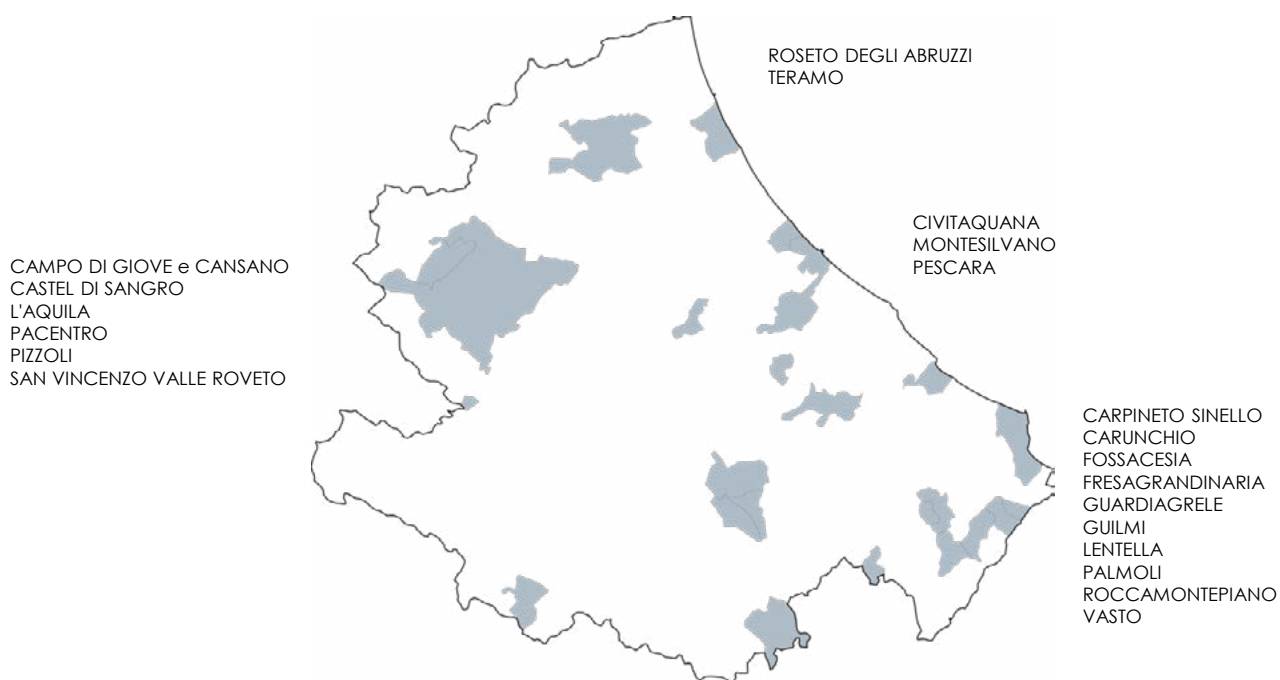 ROSETO DEGLI ABRUZZI
TERAMO
CIVITAQUANA
MONTESILVANO
PESCARA
CAMPO DI GIOVE e CANSANO
CASTEL DI SANGRO
L'AQUILA
PACENTRO
PIZZOLI
SAN VINCENZO VALLE ROVETO
CARPINETO SINELLO
CARUNCHIO
FOSSACESIA
FRESAGRANDINARIA
GUARDIAGRELE
GUILMI
LENTELLA
PALMOLI
ROCCAMONTEPIANO
VASTO